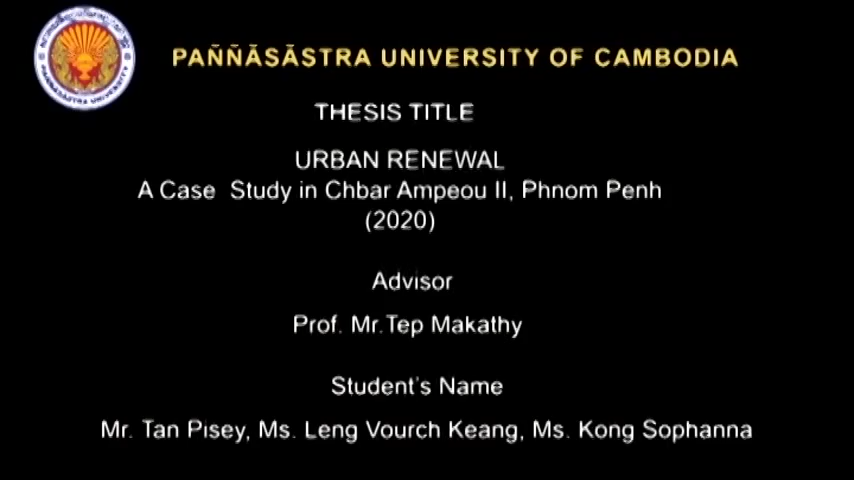 PAÑÑĀSĀSTRA UNIVERSITY OF CAMBODIA
THESIS TITLE
URBAN RENEWAL
A Case Study in Chbar Ampeou II, Phnom Penh
(2020)
Advisor
Prof. Mr.Tep Makathy
Student's Name
Mr. Tan Pisey, Ms. Leng Vourch Keang, Ms. Kong Sophanna